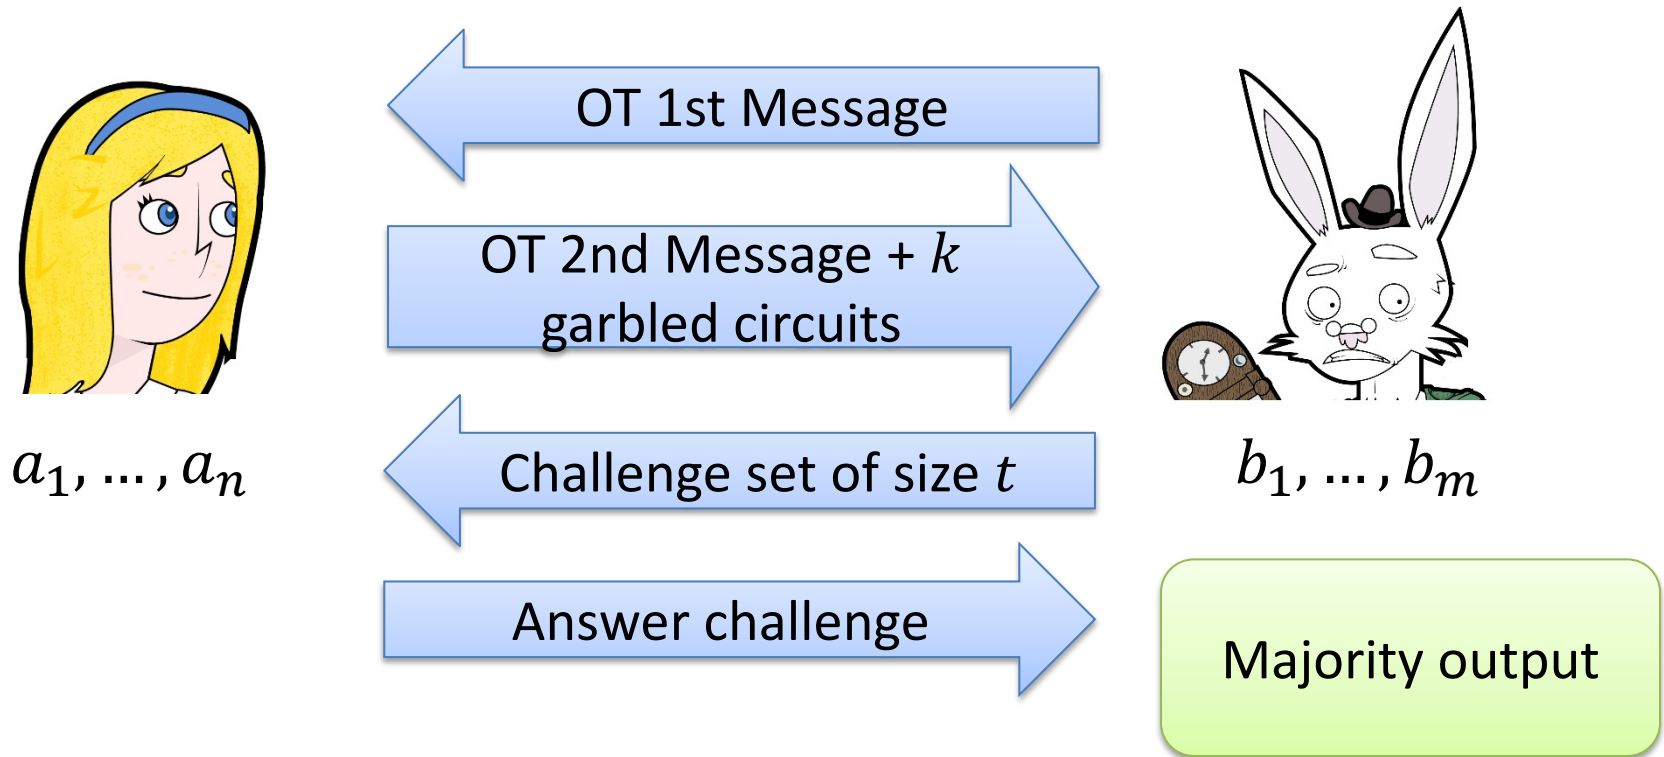 OT 1st Message
OT 2nd Message + k
garbled circuits
Challenge set of size t
a₁, … , aₙ
b₁, … , bₘ
Answer challenge
Majority output